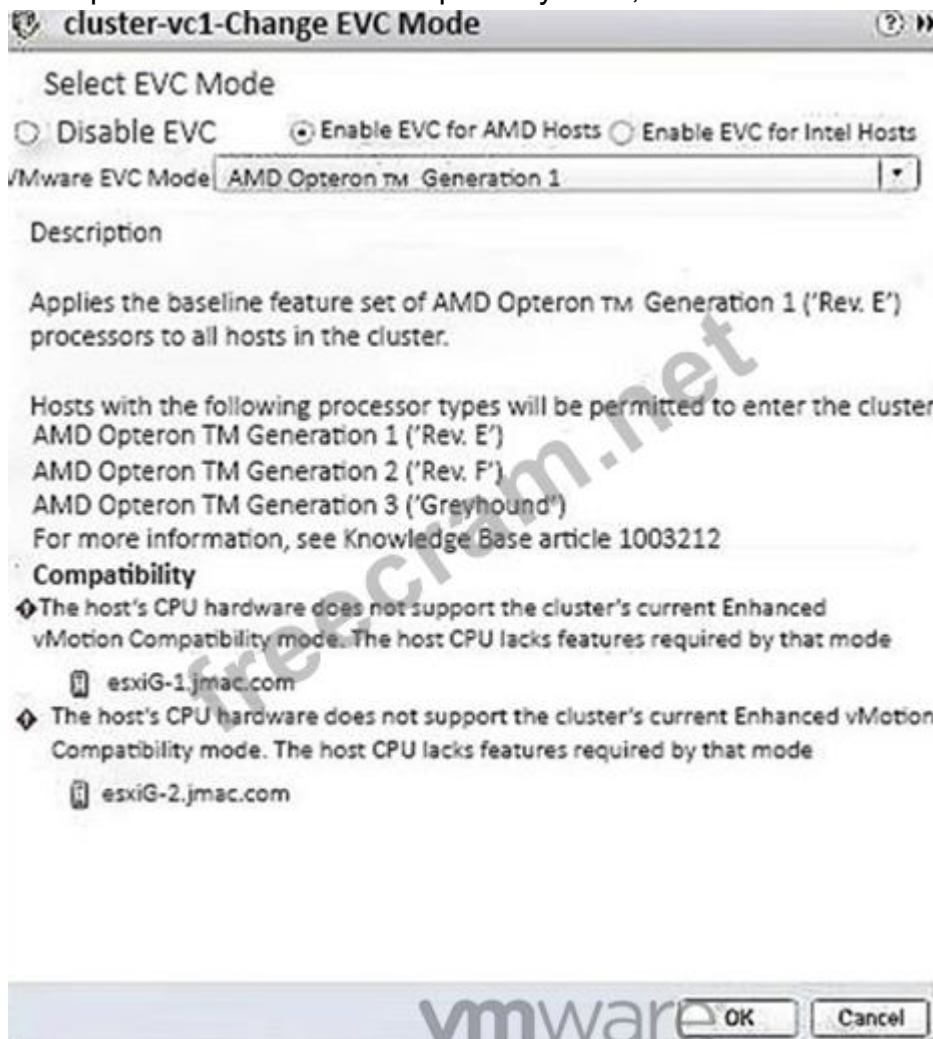 cluster-vc1-Change EVC Mode
Select EVC Mode
Disable EVC Enable EVC for AMD Hosts Enable EVC for Intel Hosts
VMware EVC Mode AMD Opteron TM Generation 1
Description
Applies the baseline feature set of AMD Opteron TM Generation 1 ('Rev. E')
processors to all hosts in the cluster.
Hosts with the following processor types will be permitted to enter the cluster
AMD Opteron TM Generation 1 ('Rev. E')
AMD Opteron TM Generation 2 ('Rev. F')
AMD Opteron TM Generation 3 ('Greyhound')
For more information, see Knowledge Base article 1003212
Compatibility
The host's CPU hardware does not support the cluster's current Enhanced
vMotion Compatibility mode. The host CPU lacks features required by that mode
esxiG-1.jmac.com
The host's CPU hardware does not support the cluster's current Enhanced vMotion
Compatibility mode. The host CPU lacks features required by that mode
esxiG-2.jmac.com
freecram.net
vmware OK Cancel